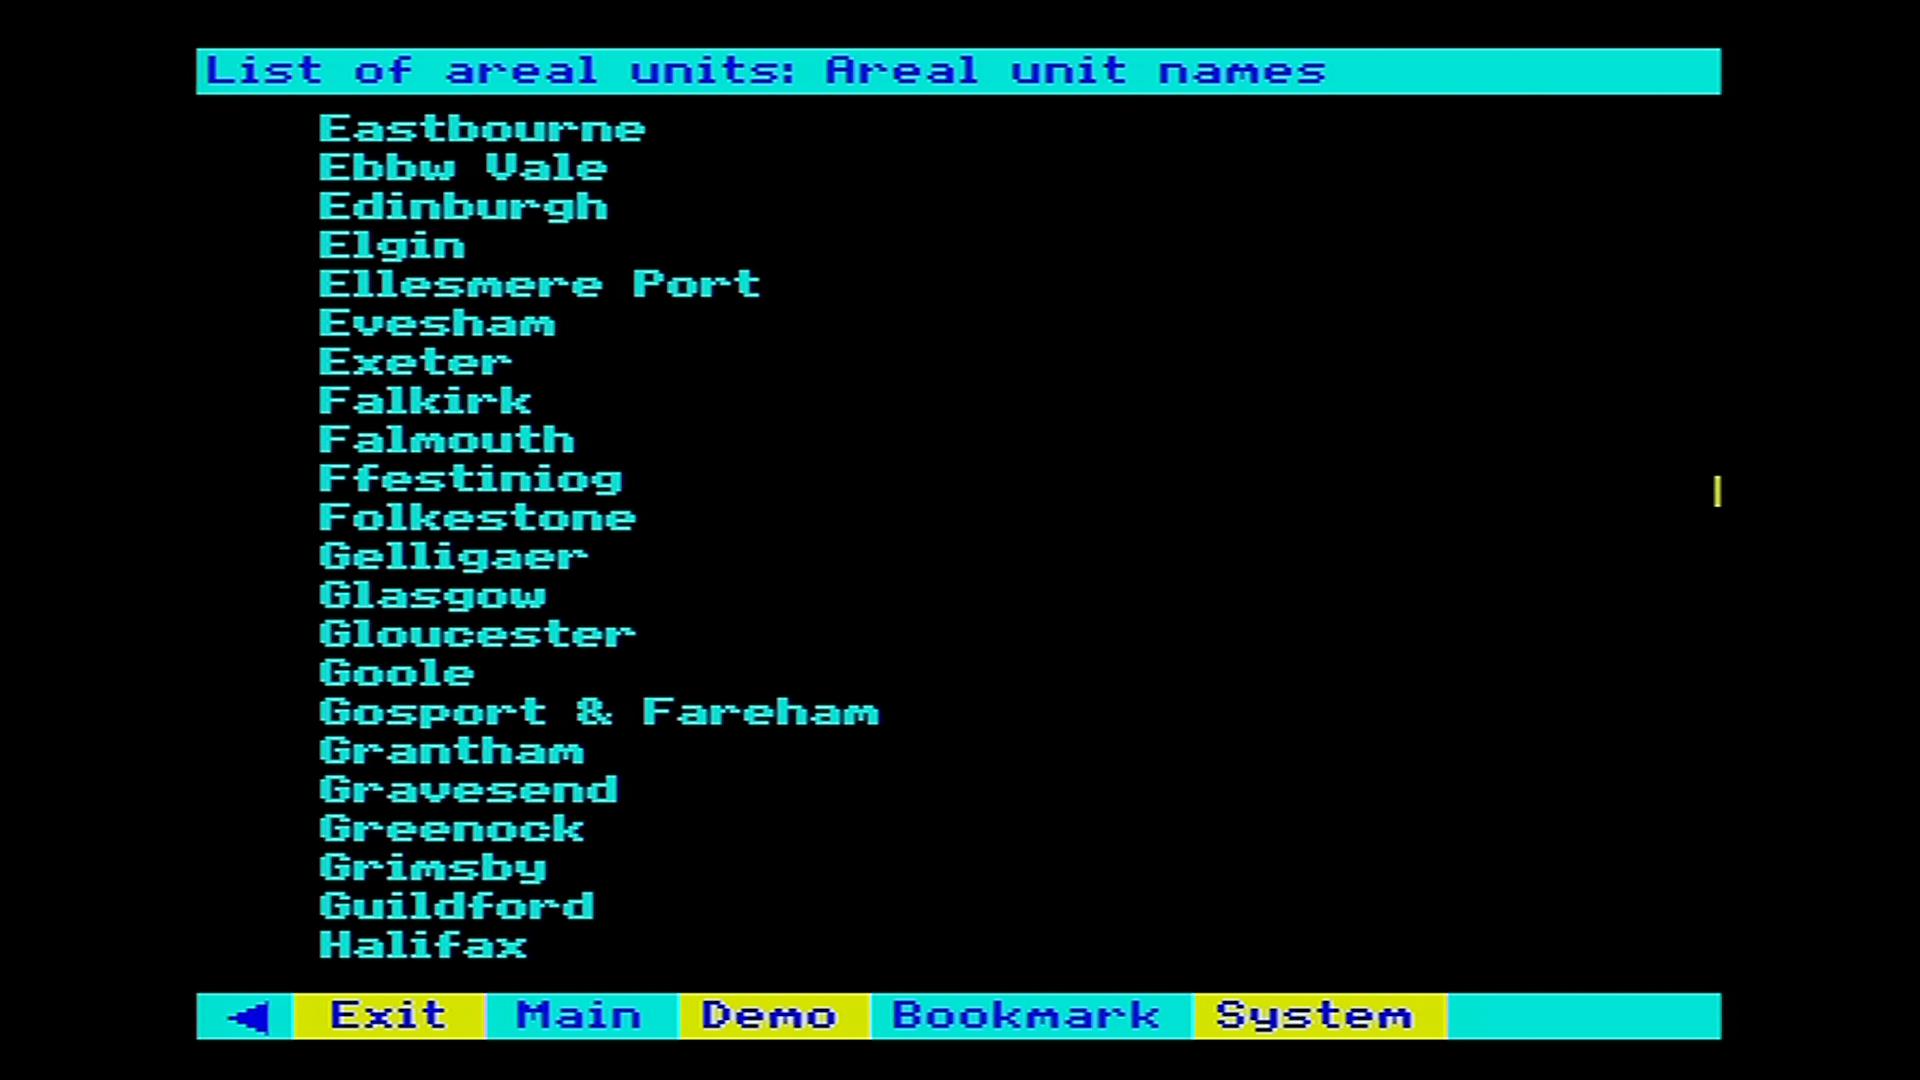 List of areal units: Areal unit names
Eastbourne
Ebbw Vale
Edinburgh
Elgin
Ellesmere Port
Evesham
Exeter
Falkirk
Falmouth
Ffestiniog
Folkestone
Gelligaer
Glasgow
Gloucester
Goole
Gosport & Fareham
Grantham
Gravesend
Greenock
Grimsby
Guildford
Halifax
Exit Main Demo Bookmark System